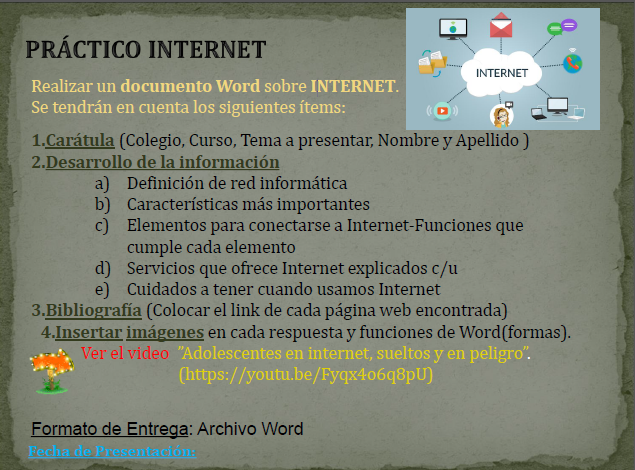 PRÁCTICO INTERNET
INTERNET
Realizar un documento Word sobre INTERNET.
Se tendrán en cuenta los siguientes ítems:
1.Carátula (Colegio, Curso, Tema a presentar, Nombre y Apellido )
2.Desarrollo de la información
a) Definición de red informática
b) Características más importantes
c) Elementos para conectarse a Internet-Funciones que
cumple cada elemento
d) Servicios que ofrece Internet explicados c/u
e) Cuidados a tener cuando usamos Internet
3.Bibliografía (Colocar el link de cada página web encontrada)
4.Insertar imágenes en cada respuesta y funciones de Word(formas).
Ver el video "Adolescentes en internet, sueltos y en peligro".
(https://youtu.be/Fyqx4o6q8pU)
Formato de Entrega: Archivo Word
Fecha de Presentación: